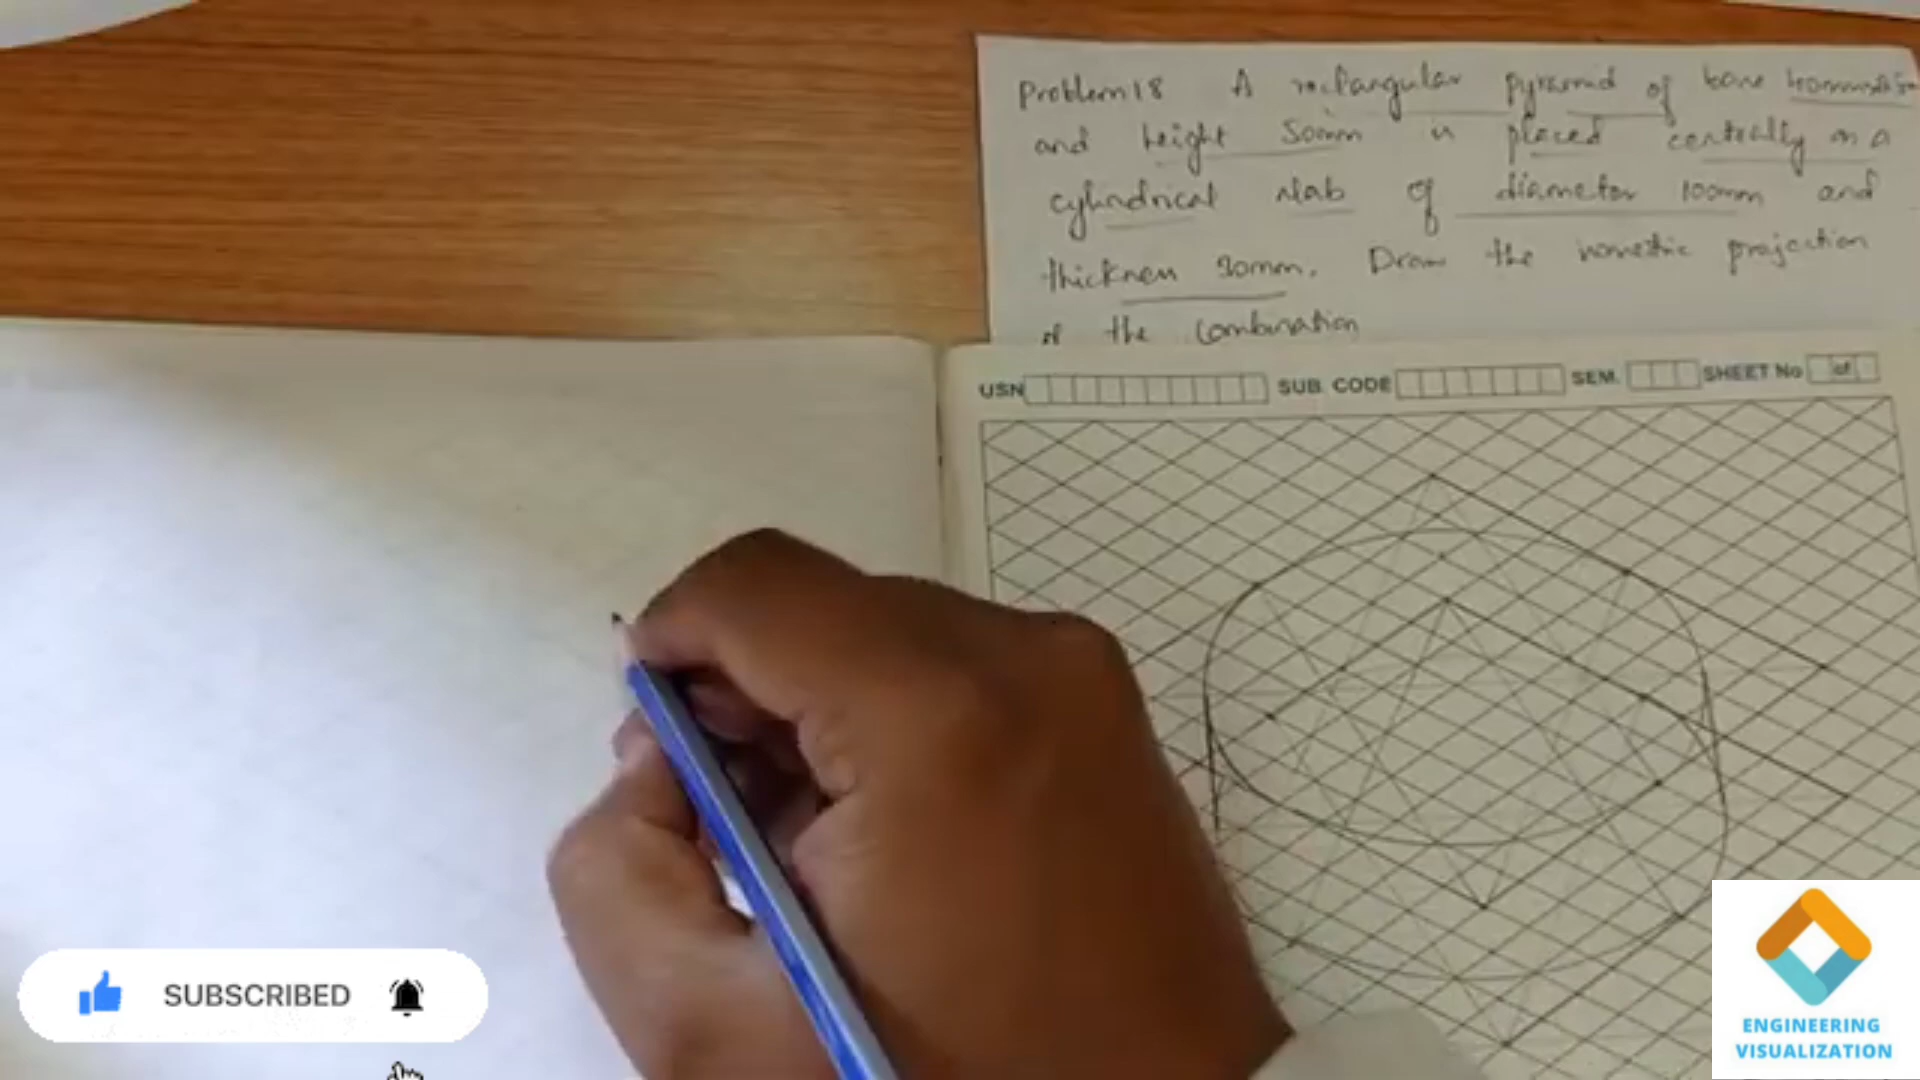 Problem 18 A rectangular pyramid of base
and height 50mm is placed centrally on a
cylindrical slab of diameter 100mm and
thickness 30mm. Draw the isometric projection
of the combination
USN SUB. CODE SEM. SHEET No of
SUBSCRIBED
ENGINEERING
VISUALIZATION